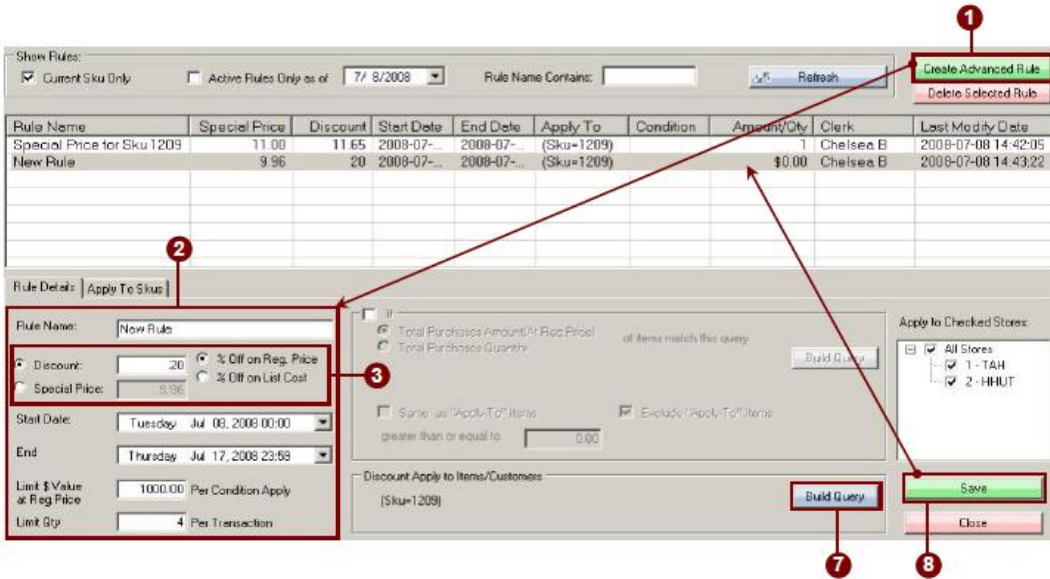 1
Show Rules:
Current Sku Only
Active Rules Only as of
7/ 8/2008
Rule Name Contains:
Refresh
Create Advanced Rule
Delete Selected Rule
Rule Name Special Price Discount Start Date End Date Apply To Condition Amount/Qty Clerk Last Modify Date
Special Price for Sku 1209 11.00 11.65 2008-07-... 2008-07-... (Sku=1209) 1 Chelsea B 2008-07-08 14:42:05
New Rule 9.96 20 2008-07-... 2008-07-... (Sku=1209) $0.00 Chelsea B 2008-07-08 14:43:22
2
Rule Details Apply To Skus
Rule Name: New Rule
Discount: 20 % Off on Reg. Price
Special Price: 9.96 % Off on List Cost
3
Start Date: Tuesday Jul 08, 2008 00:00
End Thursday Jul 17, 2008 23:59
Limit $ Value
at Reg Price
1000.00 Per Condition Apply
Limit Qty 4 Per Transaction
If
Total Purchases Amount(At Reg Price)
Total Purchases Quantity
of items match this query
Build Query
Same as "Apply-To" Items
Exclude "Apply-To" Items
greater than or equal to 0.00
Discount Apply to Items/Customers
(Sku=1209)
Build Query
7
Apply to Checked Stores:
All Stores
1 - TAH
2 - HHUT
Save
Close
8